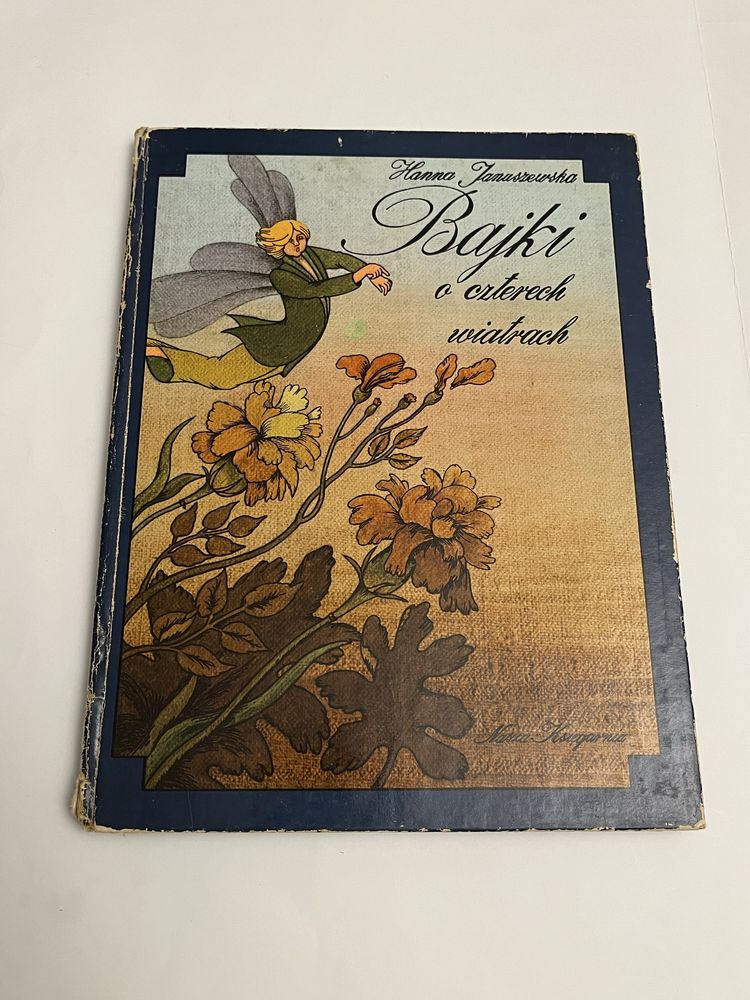 Hanna Januszewska
Bajki
o czterech
wiatrach
Nasza Księgarnia